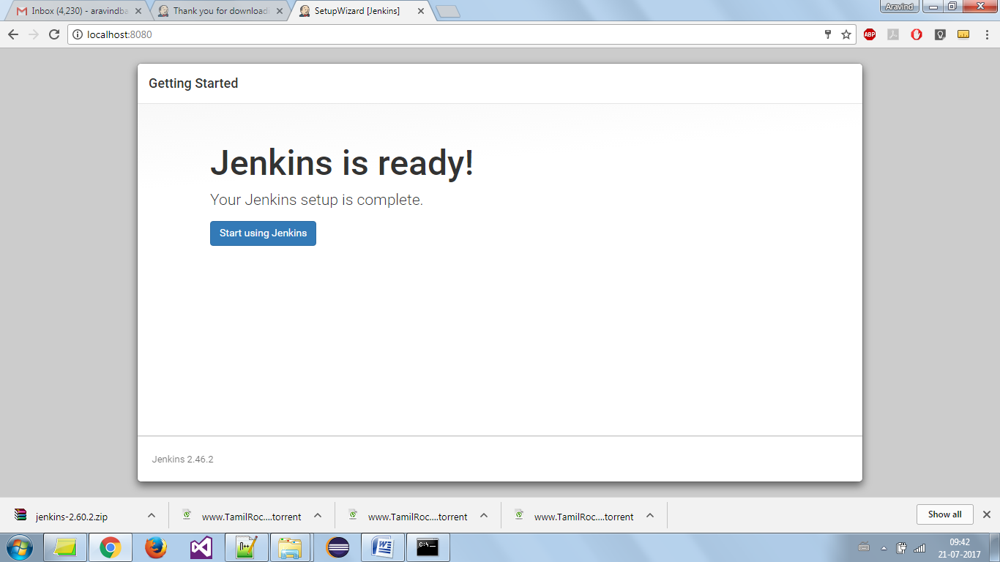 Inbox (4,230) - aravindba
Thank you for downloadi
SetupWizard [Jenkins]
Aravind
localhost:8080
ABP
Getting Started
Jenkins is ready!
Your Jenkins setup is complete.
Start using Jenkins
Jenkins 2.46.2
jenkins-2.60.2.zip
www.TamilRoc....torrent
www.TamilRoc....torrent
www.TamilRoc....torrent
Show all
09:42
21-07-2017